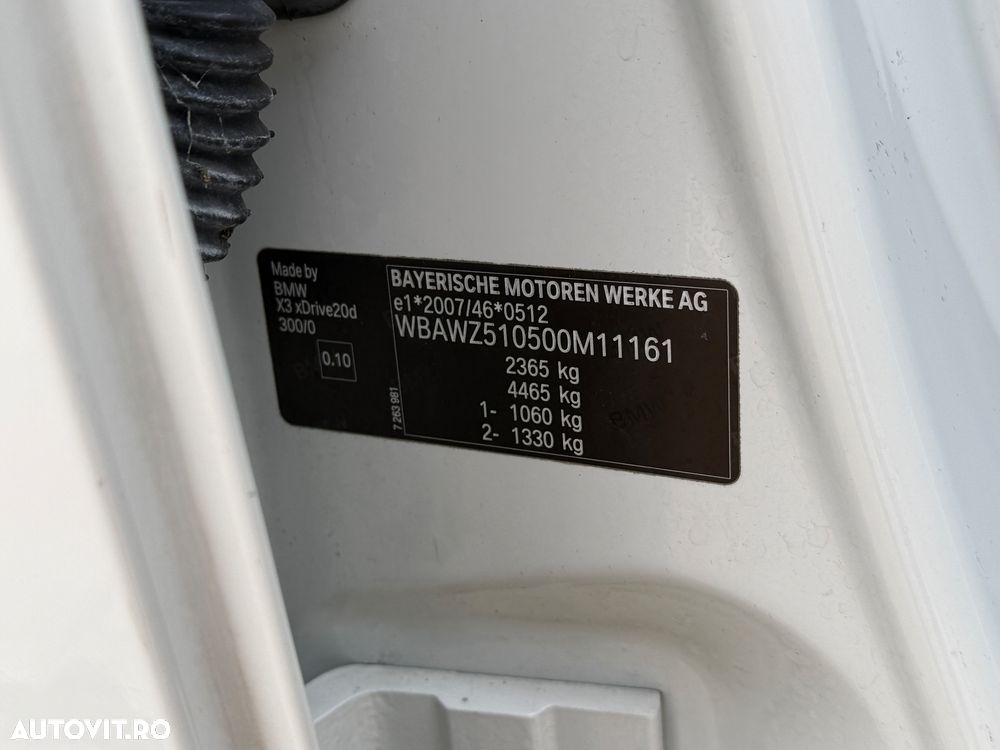 Made by
BMW
X3 xDrive20d
300/0
0.10
BAYERISCHE MOTOREN WERKE AG
e1*2007/46*0512
WBAWZ510500M11161
2365 kg
4465 kg
1- 1060 kg
2- 1330 kg
7 263 981
BMW
AUTOVIT.RO